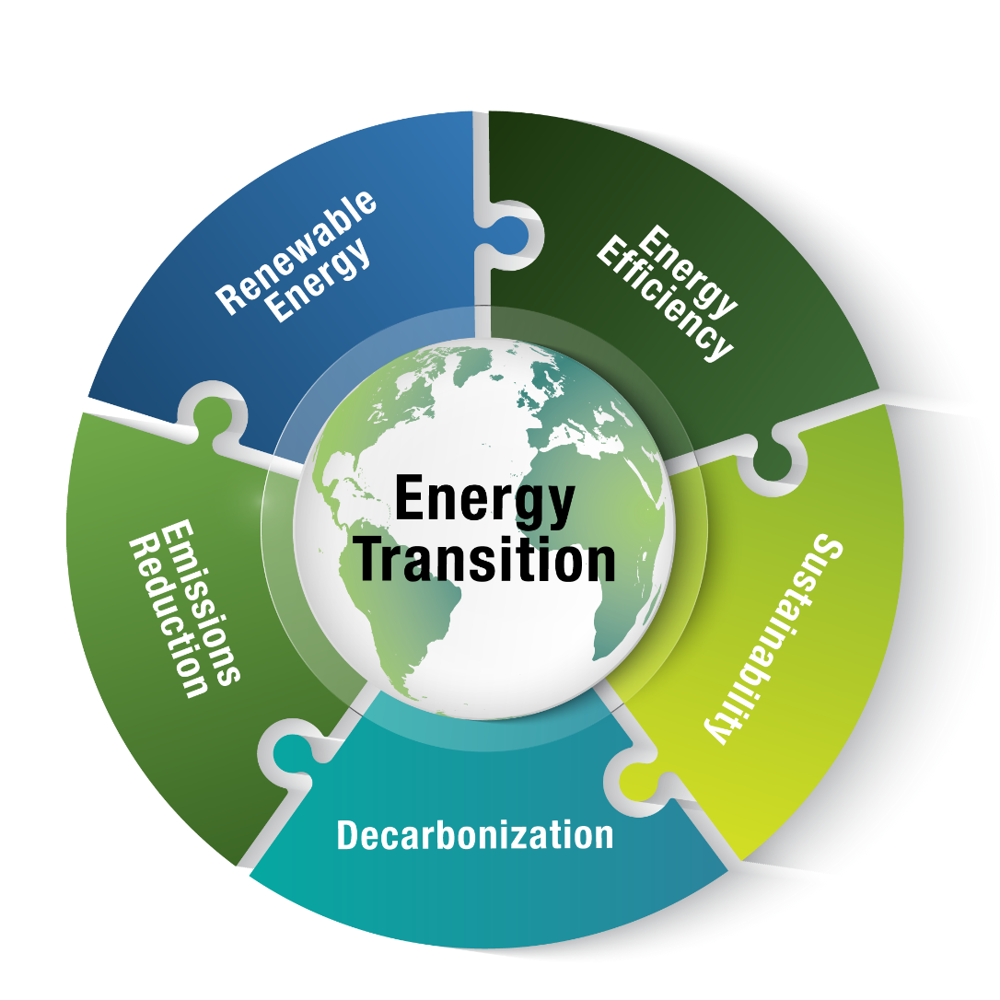 Renewable
Energy
Energy
Efficiency
Sustainability
Decarbonization
Emissions
Reduction
Energy
Transition